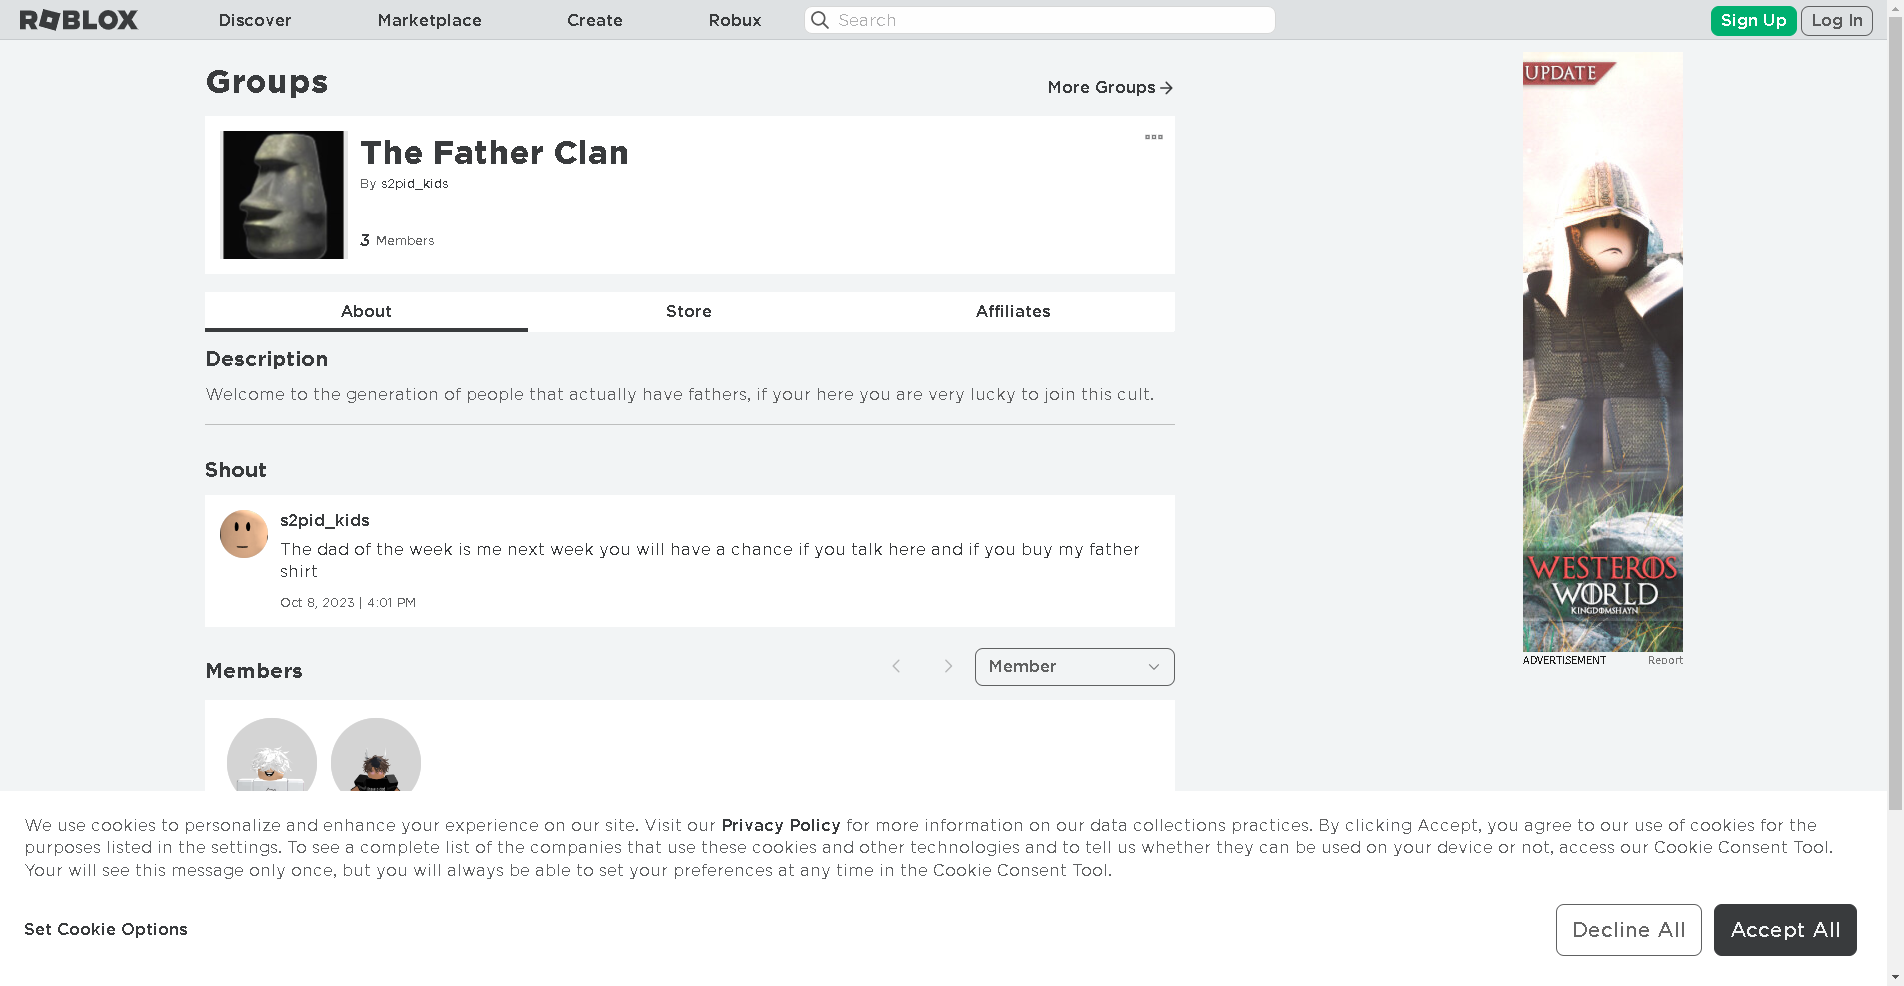 ROBLOX
Discover
Marketplace
Create
Robux
Search
Sign Up
Log In
Groups
More Groups
The Father Clan
By s2pid_kids
3 Members
About
Store
Affiliates
Description
Welcome to the generation of people that actually have fathers, if your here you are very lucky to join this cult.
Shout
s2pid_kids
The dad of the week is me next week you will have a chance if you talk here and if you buy my father
shirt
Oct 8, 2023 | 4:01 PM
Members
Member
UPDATE
WESTEROS
WORLD
KINGDOMSHAYN
ADVERTISEMENT
Report
We use cookies to personalize and enhance your experience on our site. Visit our Privacy Policy for more information on our data collections practices. By clicking Accept, you agree to our use of cookies for the
purposes listed in the settings. To see a complete list of the companies that use these cookies and other technologies and to tell us whether they can be used on your device or not, access our Cookie Consent Tool.
Your will see this message only once, but you will always be able to set your preferences at any time in the Cookie Consent Tool.
Set Cookie Options
Decline All
Accept All